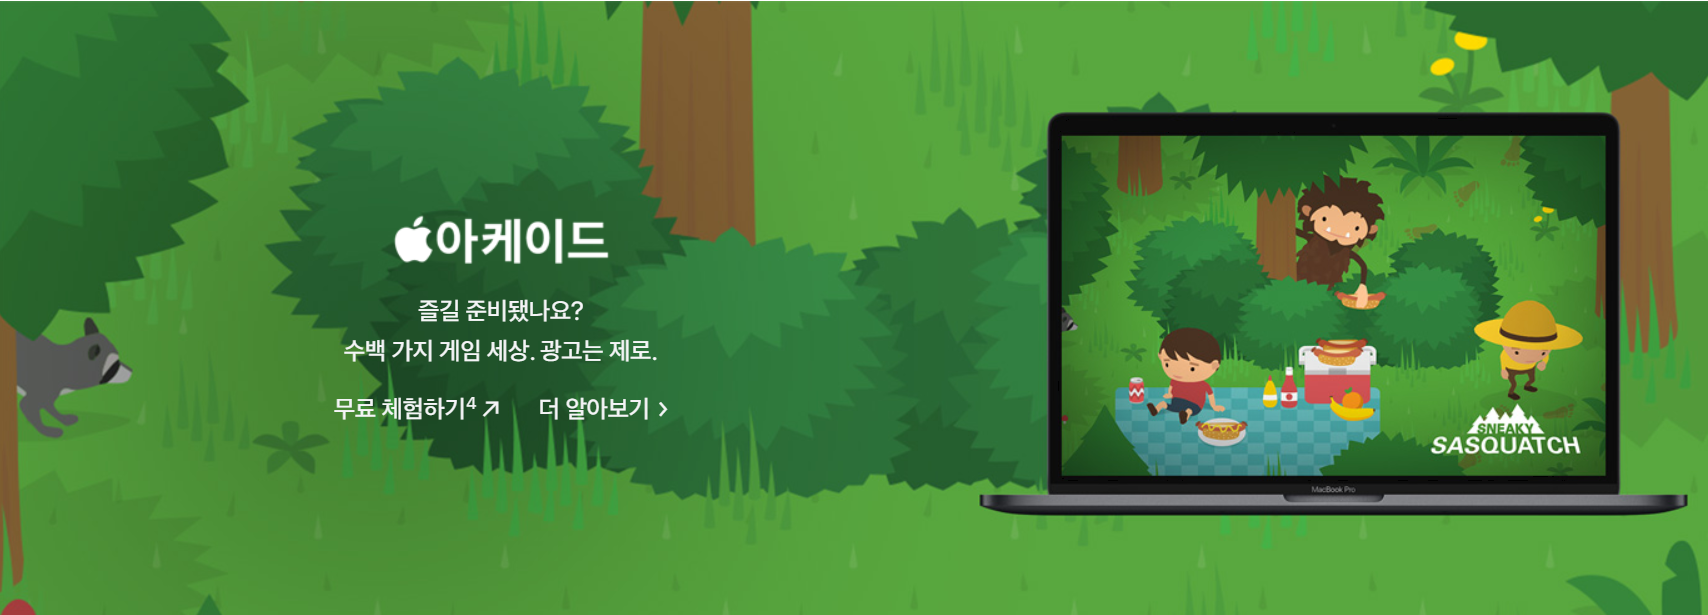 아케이드
즐길 준비됐나요?
수백 가지 게임 세상. 광고는 제로.
무료 체험하기4 ↗ 더 알아보기 >
SNEAKY
SASQUATCH
MacBook Pro